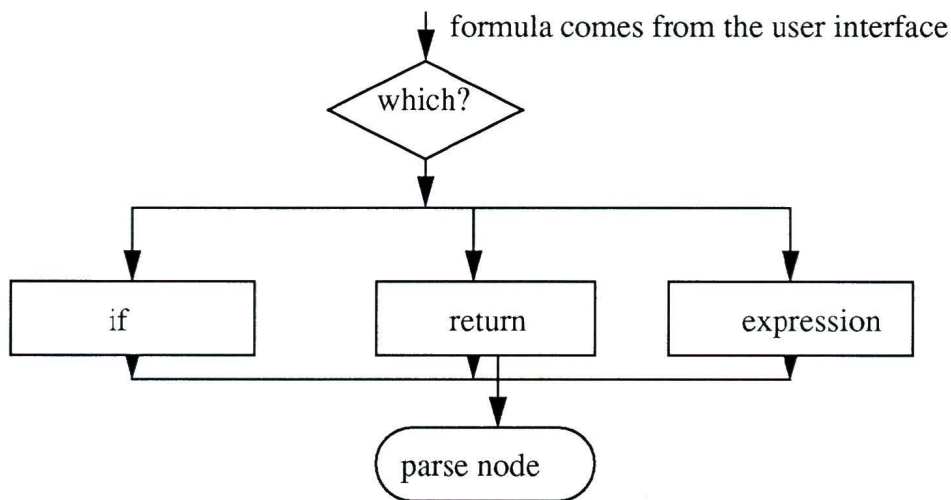 formula comes from the user interface
which?
if
return
expression
parse node